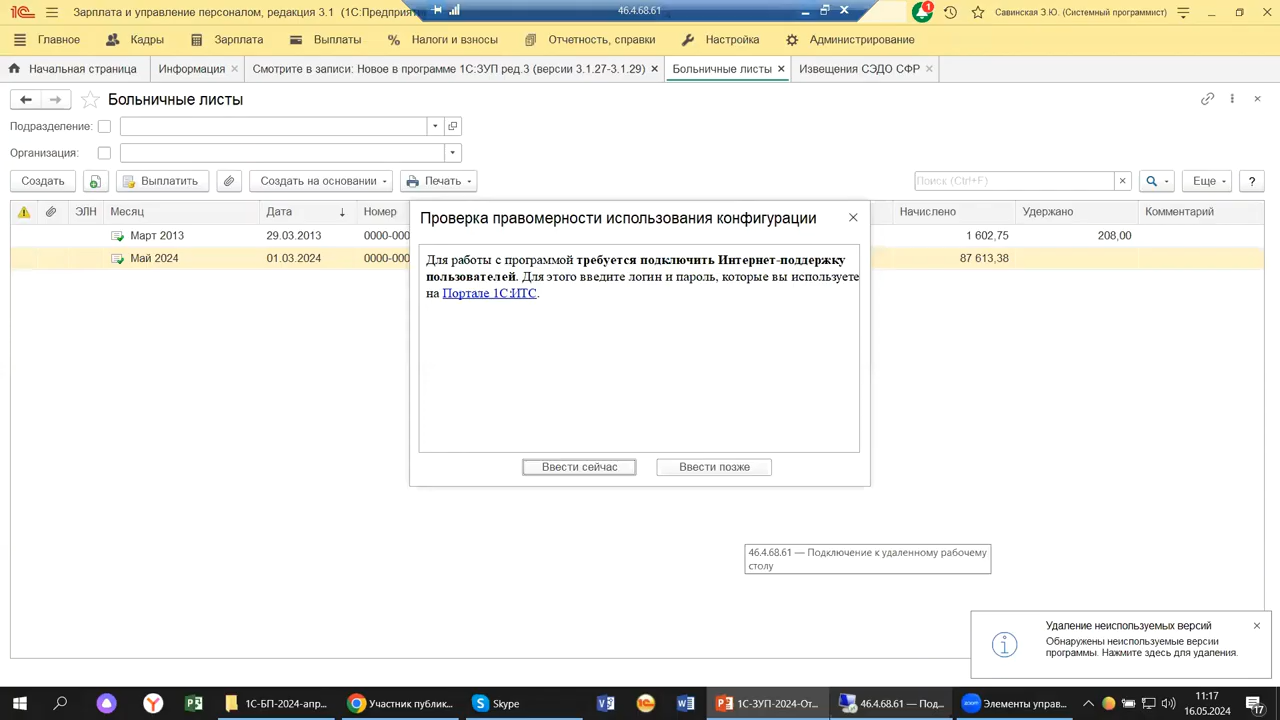 Зарплата и управление персоналом, редакция 3.1 (1С:Предприят
46.4.68.61
1
Савинская З.Ю. (Системный программист)
Главное
Кадры
Зарплата
Выплаты
Налоги и взносы
Отчетность, справки
Настройка
Администрирование
Начальная страница
Информация
Смотрите в записи: Новое в программе 1С:ЗУП ред.3 (версии 3.1.27-3.1.29)
Больничные листы
Извещения СЭДО СФР
Больничные листы
Подразделение:
Организация:
Создать
Выплатить
Создать на основании
Печать
Поиск (Ctrl+F)
Еще
?
ЭЛН
Месяц
Дата
Номер
Начислено
Удержано
Комментарий
Март 2013
29.03.2013
0000-000
1 602,75
208,00
Май 2024
01.03.2024
0000-000
87 613,38
Проверка правомерности использования конфигурации
Для работы с программой требуется подключить Интернет-поддержку
пользователей. Для этого введите логин и пароль, которые вы используете
на Портале 1С:ИТС.
Ввести сейчас
Ввести позже
46.4.68.61 — Подключение к удаленному рабочему
столу
Удаление неиспользуемых версий
Обнаружены неиспользуемые версии
программы. Нажмите здесь для удаления.
1С-БП-2024-апр...
Участник публик...
Skype
1С-ЗУП-2024-От...
46.4.68.61 — Под...
Элементы управ...
11:17
16.05.2024
17